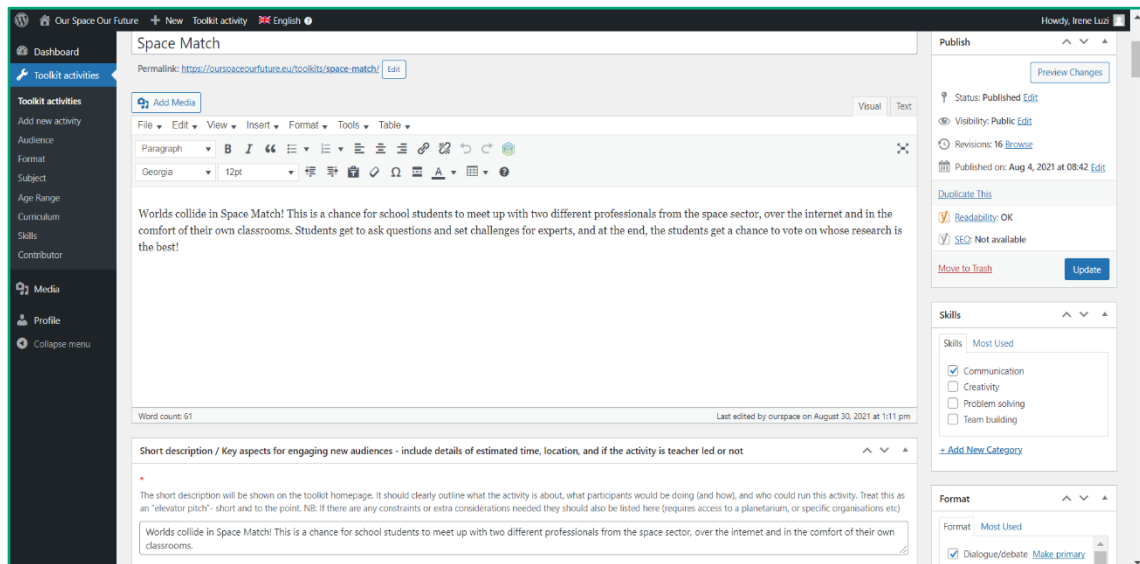 Our Space Our Future + New Toolkit activity English
Howdy, Irene Luzi
Dashboard
Toolkit activities
Toolkit activities
Add new activity
Audience
Format
Subject
Age Range
Curriculum
Skills
Contributor
Media
Profile
Collapse menu
Space Match
Permalink: https://ourspaceourfuture.eu/toolkits/space-match/ Edit
Add Media
Visual Text
File Edit View Insert Format Tools Table
Paragraph
Georgia 12pt
Worlds collide in Space Match! This is a chance for school students to meet up with two different professionals from the space sector, over the internet and in the
comfort of their own classrooms. Students get to ask questions and set challenges for experts, and at the end, the students get a chance to vote on whose research is
the best!
Word count: 61
Last edited by ourspace on August 30, 2021 at 1:11 pm
Short description / Key aspects for engaging new audiences - include details of estimated time, location, and if the activity is teacher led or not
*
The short description will be shown on the toolkit homepage. It should clearly outline what the activity is about, what participants would be doing (and how), and who could run this activity. Treat this as
an "elevator pitch"- short and to the point. NB: If there are any constraints or extra considerations needed they should also be listed here (requires access to a planetarium, or specific organisations etc)
Worlds collide in Space Match! This is a chance for school students to meet up with two different professionals from the space sector, over the internet and in the comfort of their own
classrooms.
Publish
Preview Changes
Status: Published Edit
Visibility: Public Edit
Revisions: 16 Browse
Published on: Aug 4, 2021 at 08:42 Edit
Duplicate This
Readability: OK
SEO: Not available
Move to Trash
Update
Skills
Skills Most Used
Communication
Creativity
Problem solving
Team building
+ Add New Category
Format
Format Most Used
Dialogue/debate Make primary